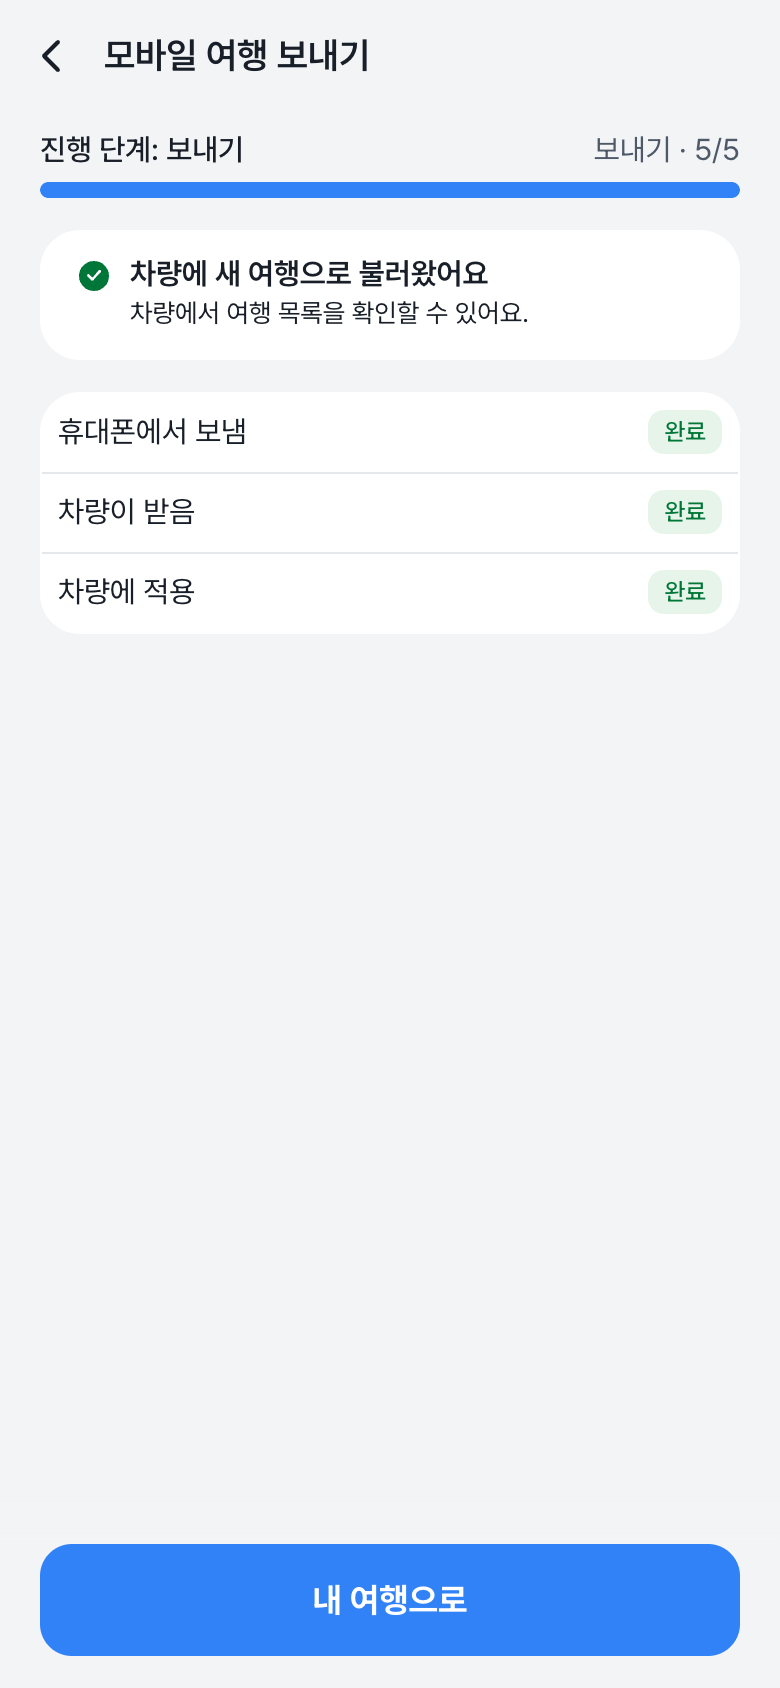 모바일 여행 보내기
진행 단계: 보내기
보내기 · 5/5
차량에 새 여행으로 불러왔어요
차량에서 여행 목록을 확인할 수 있어요.
휴대폰에서 보냄
완료
차량이 받음
완료
차량에 적용
완료
내 여행으로